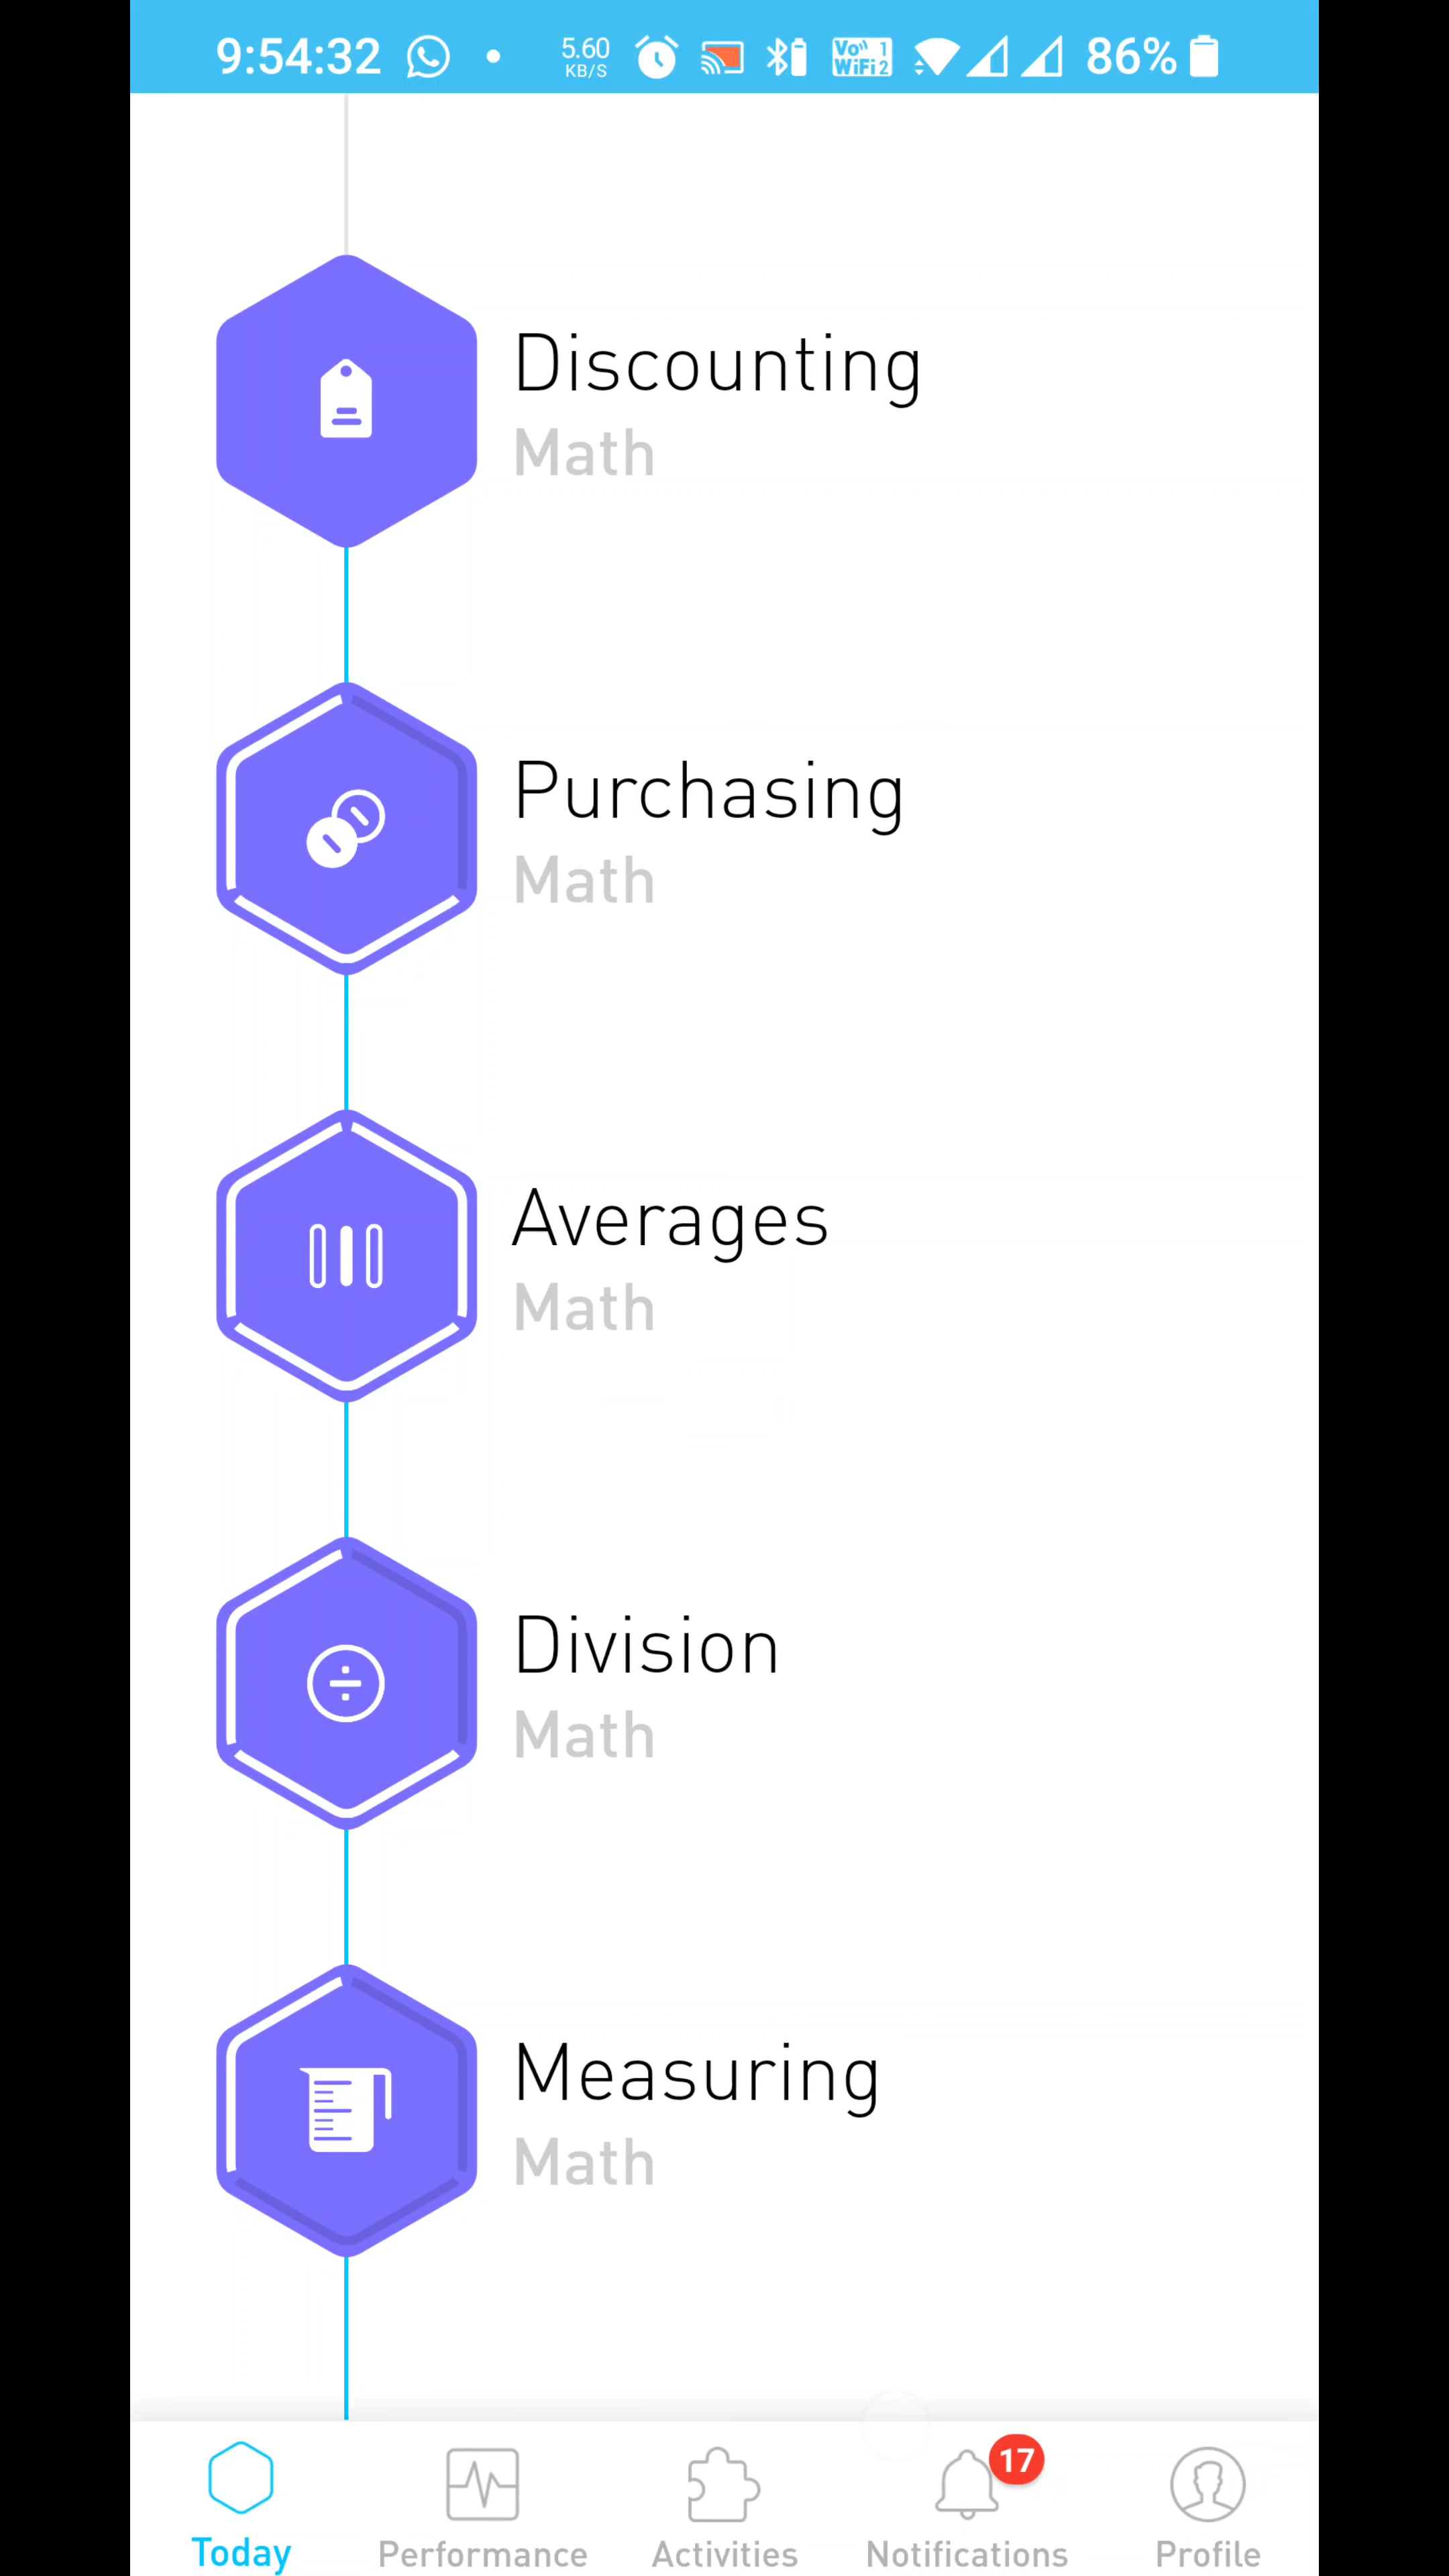 9:54:32 5.60 KB/S Vo 1 WiFi 2 86%
Discounting
Math
Purchasing
Math
Averages
Math
Division
Math
Measuring
Math
17
Today Performance Activities Notifications Profile